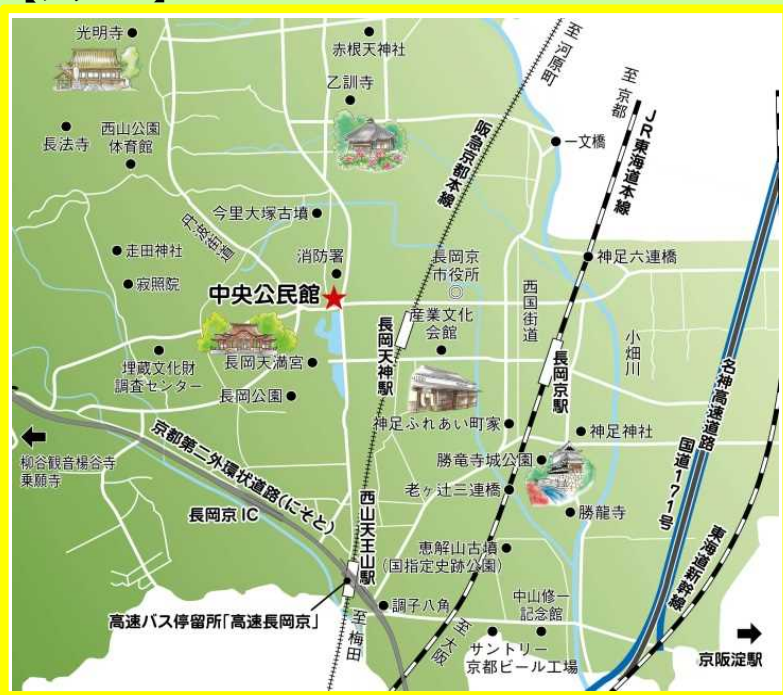 光明寺
赤根天神社
乙訓寺
至河原町
至京都
JR東海道本線
長法寺
西山公園
体育館
阪急京都本線
一文橋
丹波街道
今里大塚古墳
走田神社
寂照院
消防署
中央公民館
長岡京
市役所
神足六連橋
西国街道
産業文化
会館
小畑川
埋蔵文化財
調査センター
長岡天満宮
長岡公園
長岡天神駅
長岡京駅
名神高速道路
国道171号
神足ふれあい町家
神足神社
柳谷観音楊谷寺
乗願寺
京都第二外環状道路(にそと)
勝竜寺城公園
老ヶ辻三連橋
長岡京IC
西山天王山駅
勝龍寺
恵解山古墳
(国指定史跡公園)
東海道新幹線
高速バス停留所「高速長岡京」
調子八角
中山修一
記念館
至梅田
至大阪
サントリー
京都ビール工場
京阪淀駅